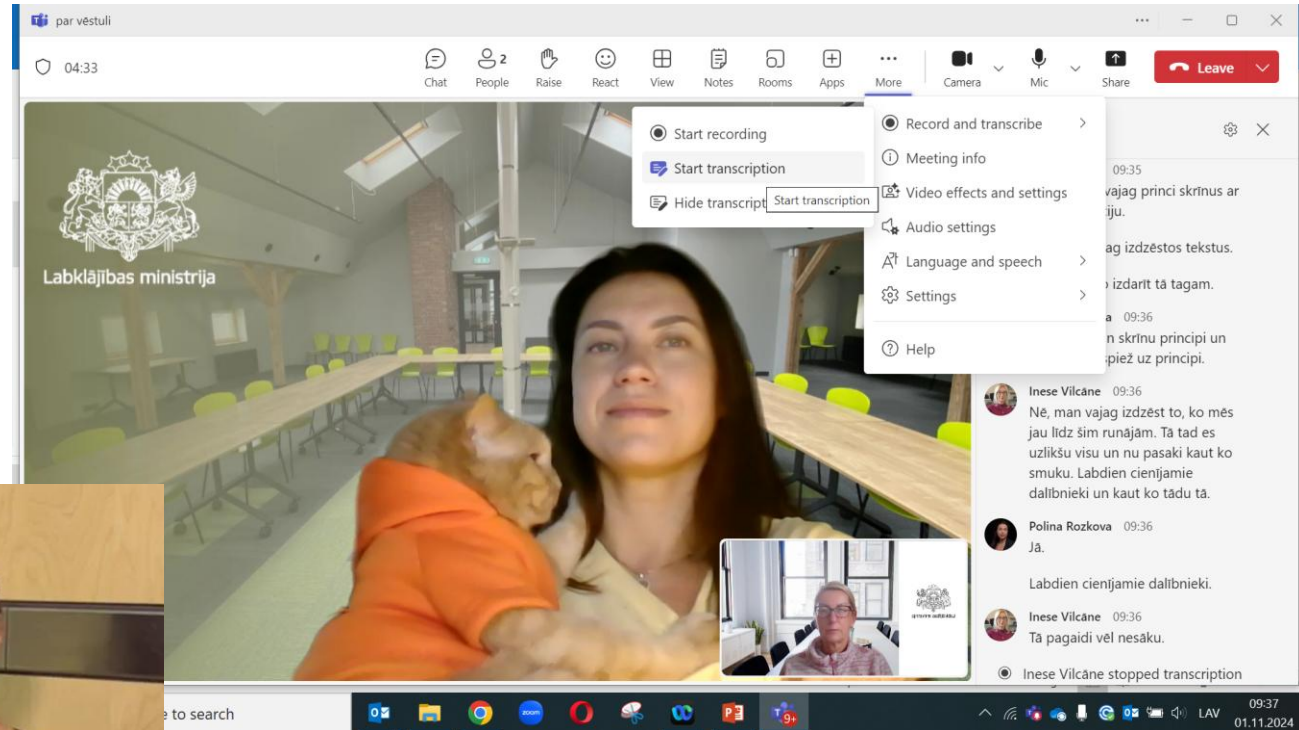 par vēstuli
04:33
Chat
People
2
Raise
React
View
Notes
Rooms
Apps
More
Camera
Mic
Share
Leave
Labklājības ministrija
Start recording
Start transcription
Hide transcript
Start transcription
Record and transcribe
Meeting info
Video effects and settings
Audio settings
Language and speech
Settings
Help
09:35
vajag princi skrīnus ar
izdzēstos tekstus.
izdarīt tā tagam.
09:36
skrīnu principi un
uz principi.
Inese Vilcāne 09:36
Nē, man vajag izdzēst to, ko mēs
jau līdz šim runājām. Tā tad es
uzlikšu visu un nu pasaki kaut ko
smuku. Labdien cienījamie
dalībnieki un kaut ko tādu tā.
Polina Rozkova 09:36
Jā.
Labdien cienījamie dalībnieki.
Inese Vilcāne 09:36
Tā pagaidi vēl nesāku.
Inese Vilcāne stopped transcription
to search
zoom
9+
LAV
09:37
01.11.2024